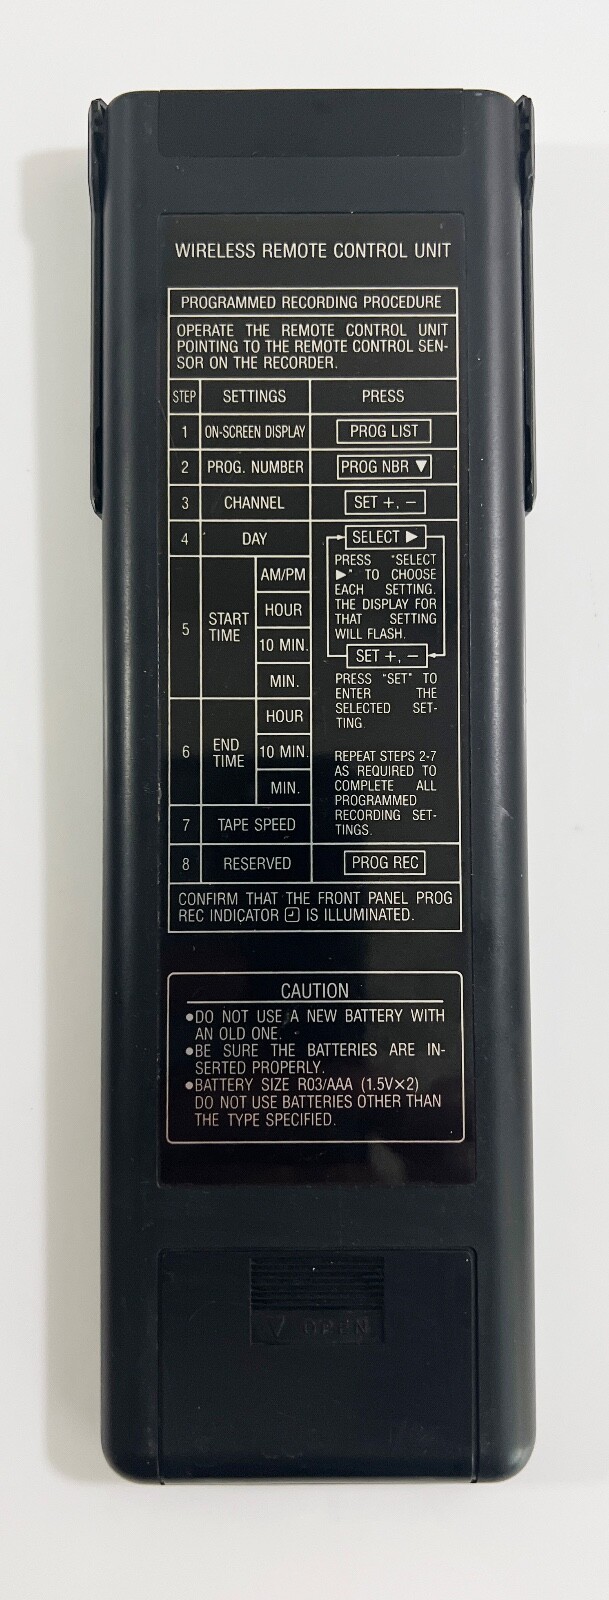 WIRELESS REMOTE CONTROL UNIT
PROGRAMMED RECORDING PROCEDURE
OPERATE THE REMOTE CONTROL UNIT
POINTING TO THE REMOTE CONTROL SEN-
SOR ON THE RECORDER.
STEP SETTINGS PRESS
1 ON-SCREEN DISPLAY PROG LIST
2 PROG. NUMBER PROG NBR ▼
3 CHANNEL SET +, −
4 DAY
5 START
TIME
AM/PM
HOUR
10 MIN.
MIN.
6 END
TIME
HOUR
10 MIN.
MIN.
7 TAPE SPEED
SELECT ▶
PRESS "SELECT
▶" TO CHOOSE
EACH SETTING.
THE DISPLAY FOR
THAT SETTING
WILL FLASH.
SET +, −
PRESS "SET" TO
ENTER THE
SELECTED SET-
TING.
REPEAT STEPS 2-7
AS REQUIRED TO
COMPLETE ALL
PROGRAMMED
RECORDING SET-
TINGS.
8 RESERVED PROG REC
CONFIRM THAT THE FRONT PANEL PROG
REC INDICATOR IS ILLUMINATED.
CAUTION
●DO NOT USE A NEW BATTERY WITH
AN OLD ONE.
●BE SURE THE BATTERIES ARE IN-
SERTED PROPERLY.
●BATTERY SIZE R03/AAA (1.5V×2)
DO NOT USE BATTERIES OTHER THAN
THE TYPE SPECIFIED.
▽ OPEN